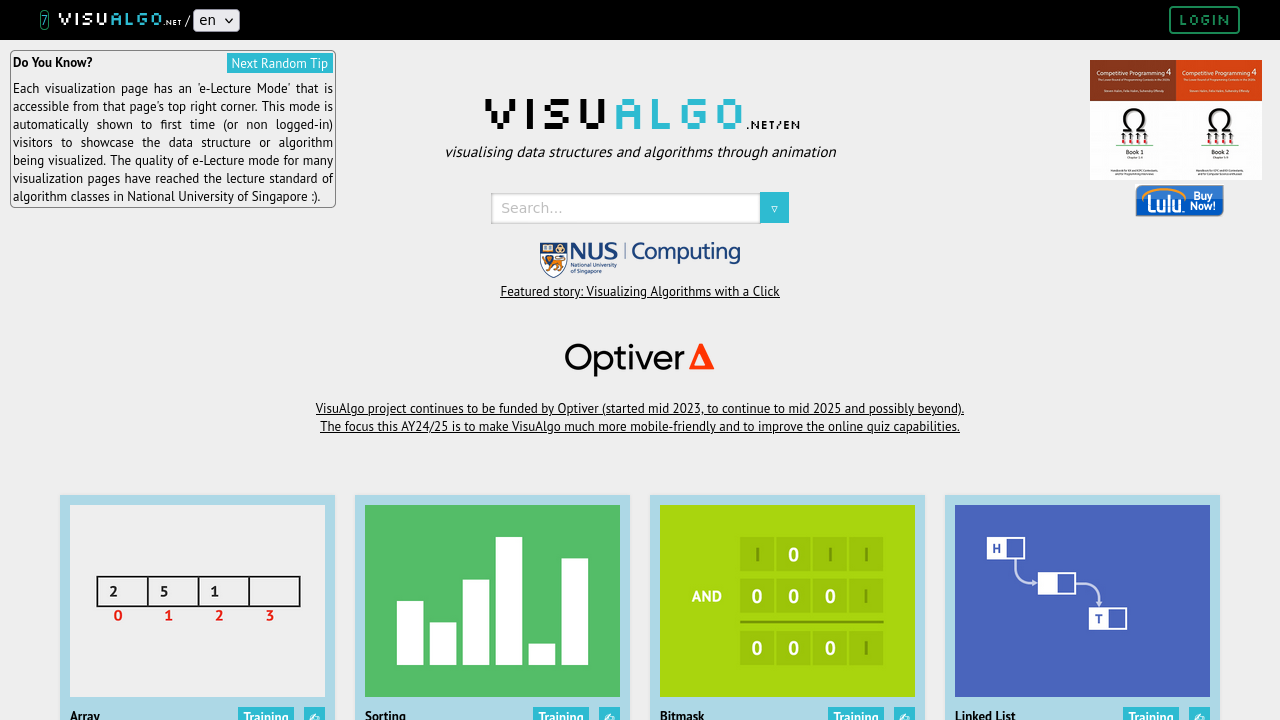 7 VISUALGO.NET / en
LOGIN
Do You Know?
Next Random Tip
Each visualization page has an 'e-Lecture Mode' that is
accessible from that page's top right corner. This mode is
automatically shown to first time (or non logged-in)
visitors to showcase the data structure or algorithm
being visualized. The quality of e-Lecture mode for many
visualization pages have reached the lecture standard of
algorithm classes in National University of Singapore :).
VISUALGO.NET/EN
visualising data structures and algorithms through animation
Search...
NUS Computing
National University
of Singapore
Featured story: Visualizing Algorithms with a Click
Competitive Programming 4
Competitive Programming 4
Book 1
Book 2
Lulu Buy
Now!
Optiver
VisuAlgo project continues to be funded by Optiver (started mid 2023, to continue to mid 2025 and possibly beyond).
The focus this AY24/25 is to make VisuAlgo much more mobile-friendly and to improve the online quiz capabilities.
2 5 1
0 1 2 3
Array
Training
Sorting
Training
1 0 1 1
AND 0 0 0 1
0 0 0 1
Bitmask
Training
H
T
Linked List
Training